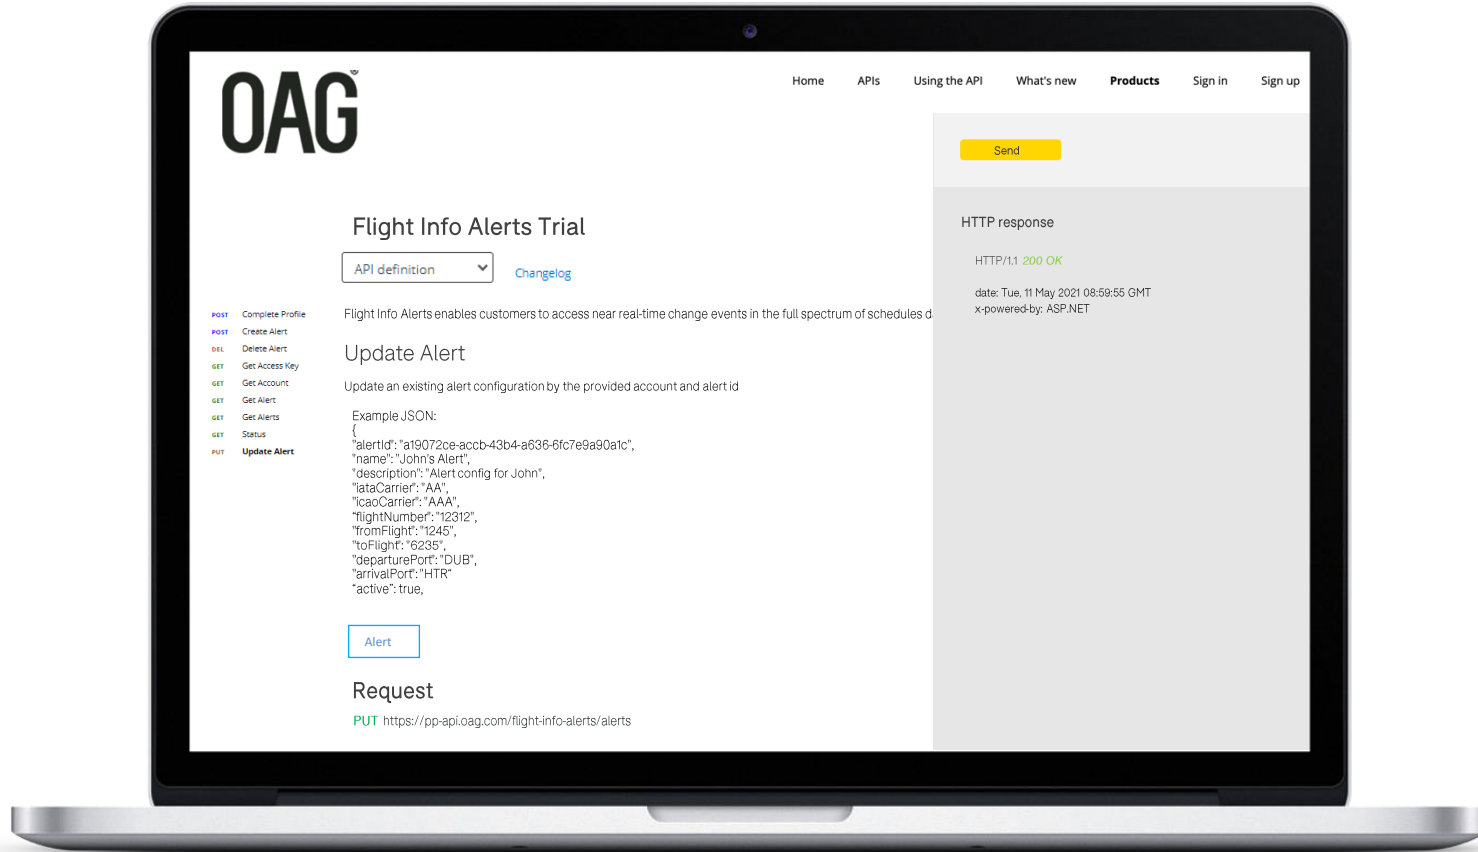 OAG®
Home APIs Using the API What's new Products Sign in Sign up
Send
Flight Info Alerts Trial
API definition
Changelog
POST Complete Profile
POST Create Alert
DEL Delete Alert
GET Get Access Key
GET Get Account
GET Get Alert
GET Get Alerts
GET Status
PUT Update Alert
Flight Info Alerts enables customers to access near real-time change events in the full spectrum of schedules d
Update Alert
Update an existing alert configuration by the provided account and alert id
Example JSON:
{
"alertId": "a19072ce-accb-43b4-a636-6fc7e9a90a1c",
"name": "John's Alert",
"description": "Alert config for John",
"iataCarrier": "AA",
"icaoCarrier": "AAA",
“flightNumber": "12312",
"fromFlight": "1245",
"toFlight": "6235",
"departurePort": "DUB",
"arrivalPort": "HTR“
“active”: true,
Alert
Request
PUT https://pp-api.oag.com/flight-info-alerts/alerts
HTTP response
HTTP/1.1 200 OK
date: Tue, 11 May 2021 08:59:55 GMT
x-powered-by: ASP.NET